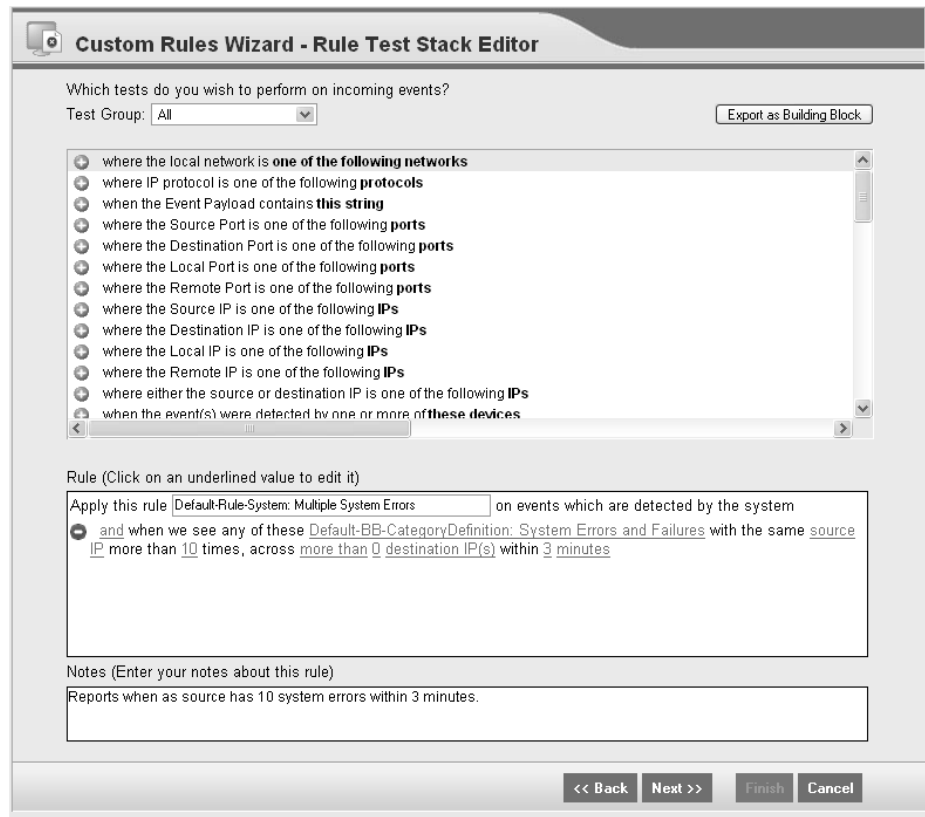 Custom Rules Wizard - Rule Test Stack Editor
Which tests do you wish to perform on incoming events?
Test Group: All
Export as Building Block
where the local network is one of the following networks
where IP protocol is one of the following protocols
when the Event Payload contains this string
where the Source Port is one of the following ports
where the Destination Port is one of the following ports
where the Local Port is one of the following ports
where the Remote Port is one of the following ports
where the Source IP is one of the following IPs
where the Destination IP is one of the following IPs
where the Local IP is one of the following IPs
where the Remote IP is one of the following IPs
where either the source or destination IP is one of the following IPs
when the event(s) were detected by one or more of these devices
Rule (Click on an underlined value to edit it)
Apply this rule Default-Rule-System: Multiple System Errors on events which are detected by the system
and when we see any of these Default-BB-CategoryDefinition: System Errors and Failures with the same source
IP more than 10 times, across more than 0 destination IP(s) within 3 minutes
Notes (Enter your notes about this rule)
Reports when as source has 10 system errors within 3 minutes.
<< Back Next >> Finish Cancel